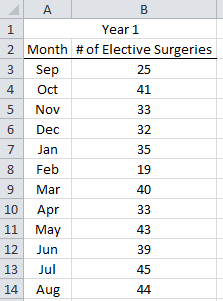 A B
1 Year 1
2 Month # of Elective Surgeries
3 Sep 25
4 Oct 41
5 Nov 33
6 Dec 32
7 Jan 35
8 Feb 19
9 Mar 40
10 Apr 33
11 May 43
12 Jun 39
13 Jul 45
14 Aug 44